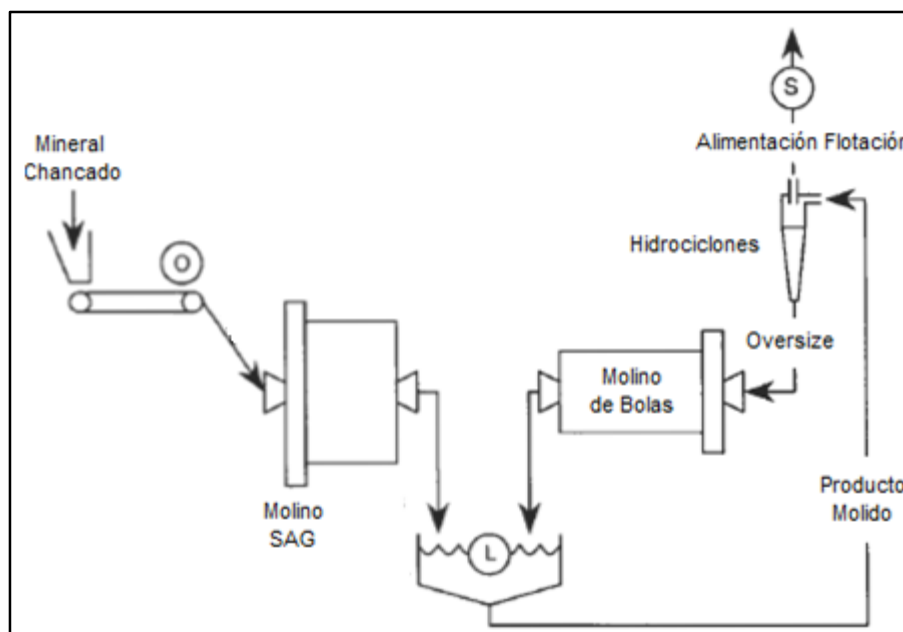 Mineral
Chancado
O
Molino
SAG
L
Molino
de Bolas
S
Alimentación Flotación
Hidrociclones
Oversize
Producto
Molido